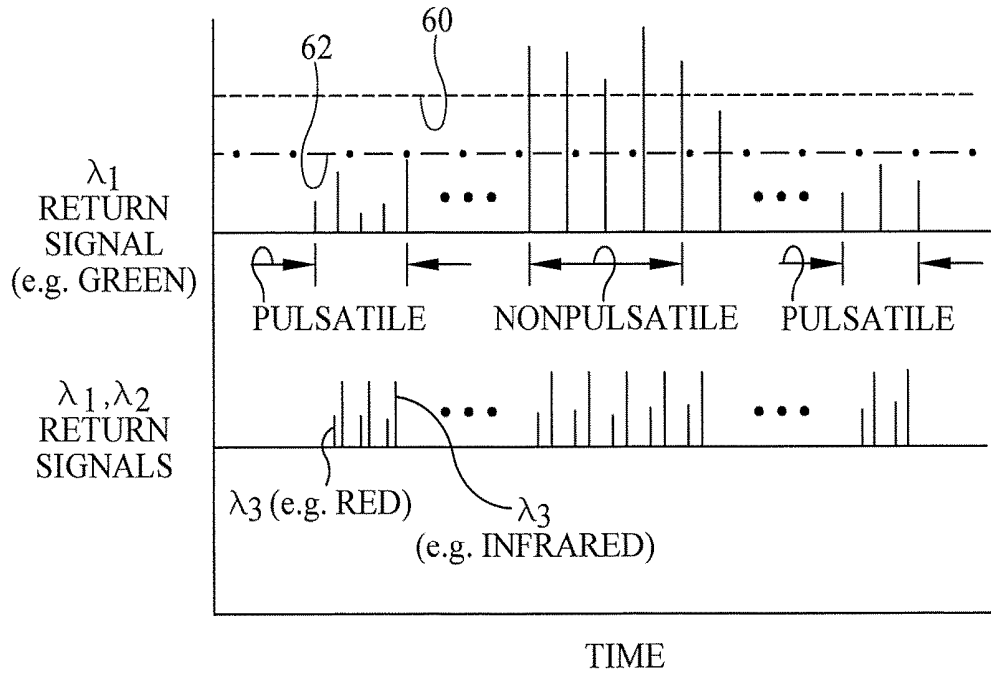 62
60
λ1
RETURN
SIGNAL
(e.g. GREEN)
PULSATILE
NONPULSATILE
PULSATILE
λ1,λ2
RETURN
SIGNALS
λ3 (e.g. RED)
λ3
(e.g. INFRARED)
TIME